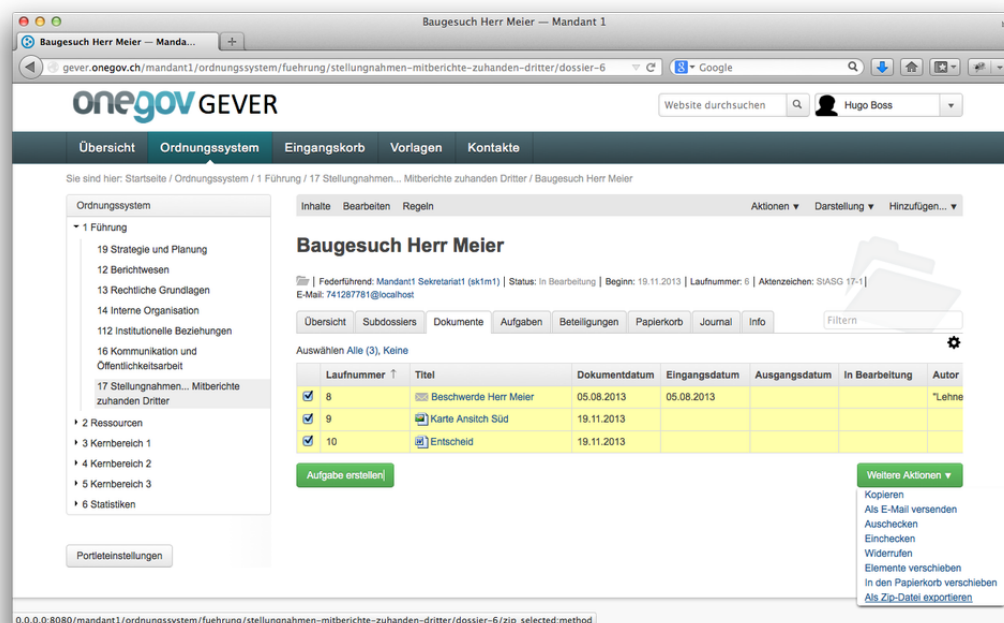 Baugesuch Herr Meier — Mandant 1
Baugesuch Herr Meier — Manda...
gever.onegov.ch/mandant1/ordnungssystem/fuehrung/stellungnahmen-mitberichte-zuhanden-dritter/dossier-6
Google
onegov GEVER
Website durchsuchen
Hugo Boss
Übersicht Ordnungssystem Eingangskorb Vorlagen Kontakte
Sie sind hier: Startseite / Ordnungssystem / 1 Führung / 17 Stellungnahmen... Mitberichte zuhanden Dritter / Baugesuch Herr Meier
Ordnungssystem
1 Führung
19 Strategie und Planung
12 Berichtwesen
13 Rechtliche Grundlagen
14 Interne Organisation
112 Institutionelle Beziehungen
16 Kommunikation und
Öffentlichkeitsarbeit
17 Stellungnahmen... Mitberichte
zuhanden Dritter
2 Ressourcen
3 Kernbereich 1
4 Kernbereich 2
5 Kernbereich 3
6 Statistiken
Portleteinstellungen
Inhalte Bearbeiten Regeln Aktionen ▼ Darstellung ▼ Hinzufügen... ▼
Baugesuch Herr Meier
| Federführend: Mandant1 Sekretariat1 (sk1m1) | Status: In Bearbeitung | Beginn: 19.11.2013 | Laufnummer: 6 | Aktenzeichen: StASG 17-1 |
E-Mail: 741287781@localhost
Übersicht Subdossiers Dokumente Aufgaben Beteiligungen Papierkorb Journal Info
Filtern
Auswählen Alle (3), Keine
Laufnummer ↑ Titel Dokumentdatum Eingangsdatum Ausgangsdatum In Bearbeitung Autor
8 Beschwerde Herr Meier 05.08.2013 05.08.2013 "Lehne
9 Karte Ansitch Süd 19.11.2013
10 Entscheid 19.11.2013
Aufgabe erstellen
Weitere Aktionen ▼
Kopieren
Als E-Mail versenden
Auschecken
Einchecken
Widerrufen
Elemente verschieben
In den Papierkorb verschieben
Als Zip-Datei exportieren
0.0.0.0:8080/mandant1/ordnungssystem/fuehrung/stellungnahmen-mitberichte-zuhanden-dritter/dossier-6/zip_selected:method